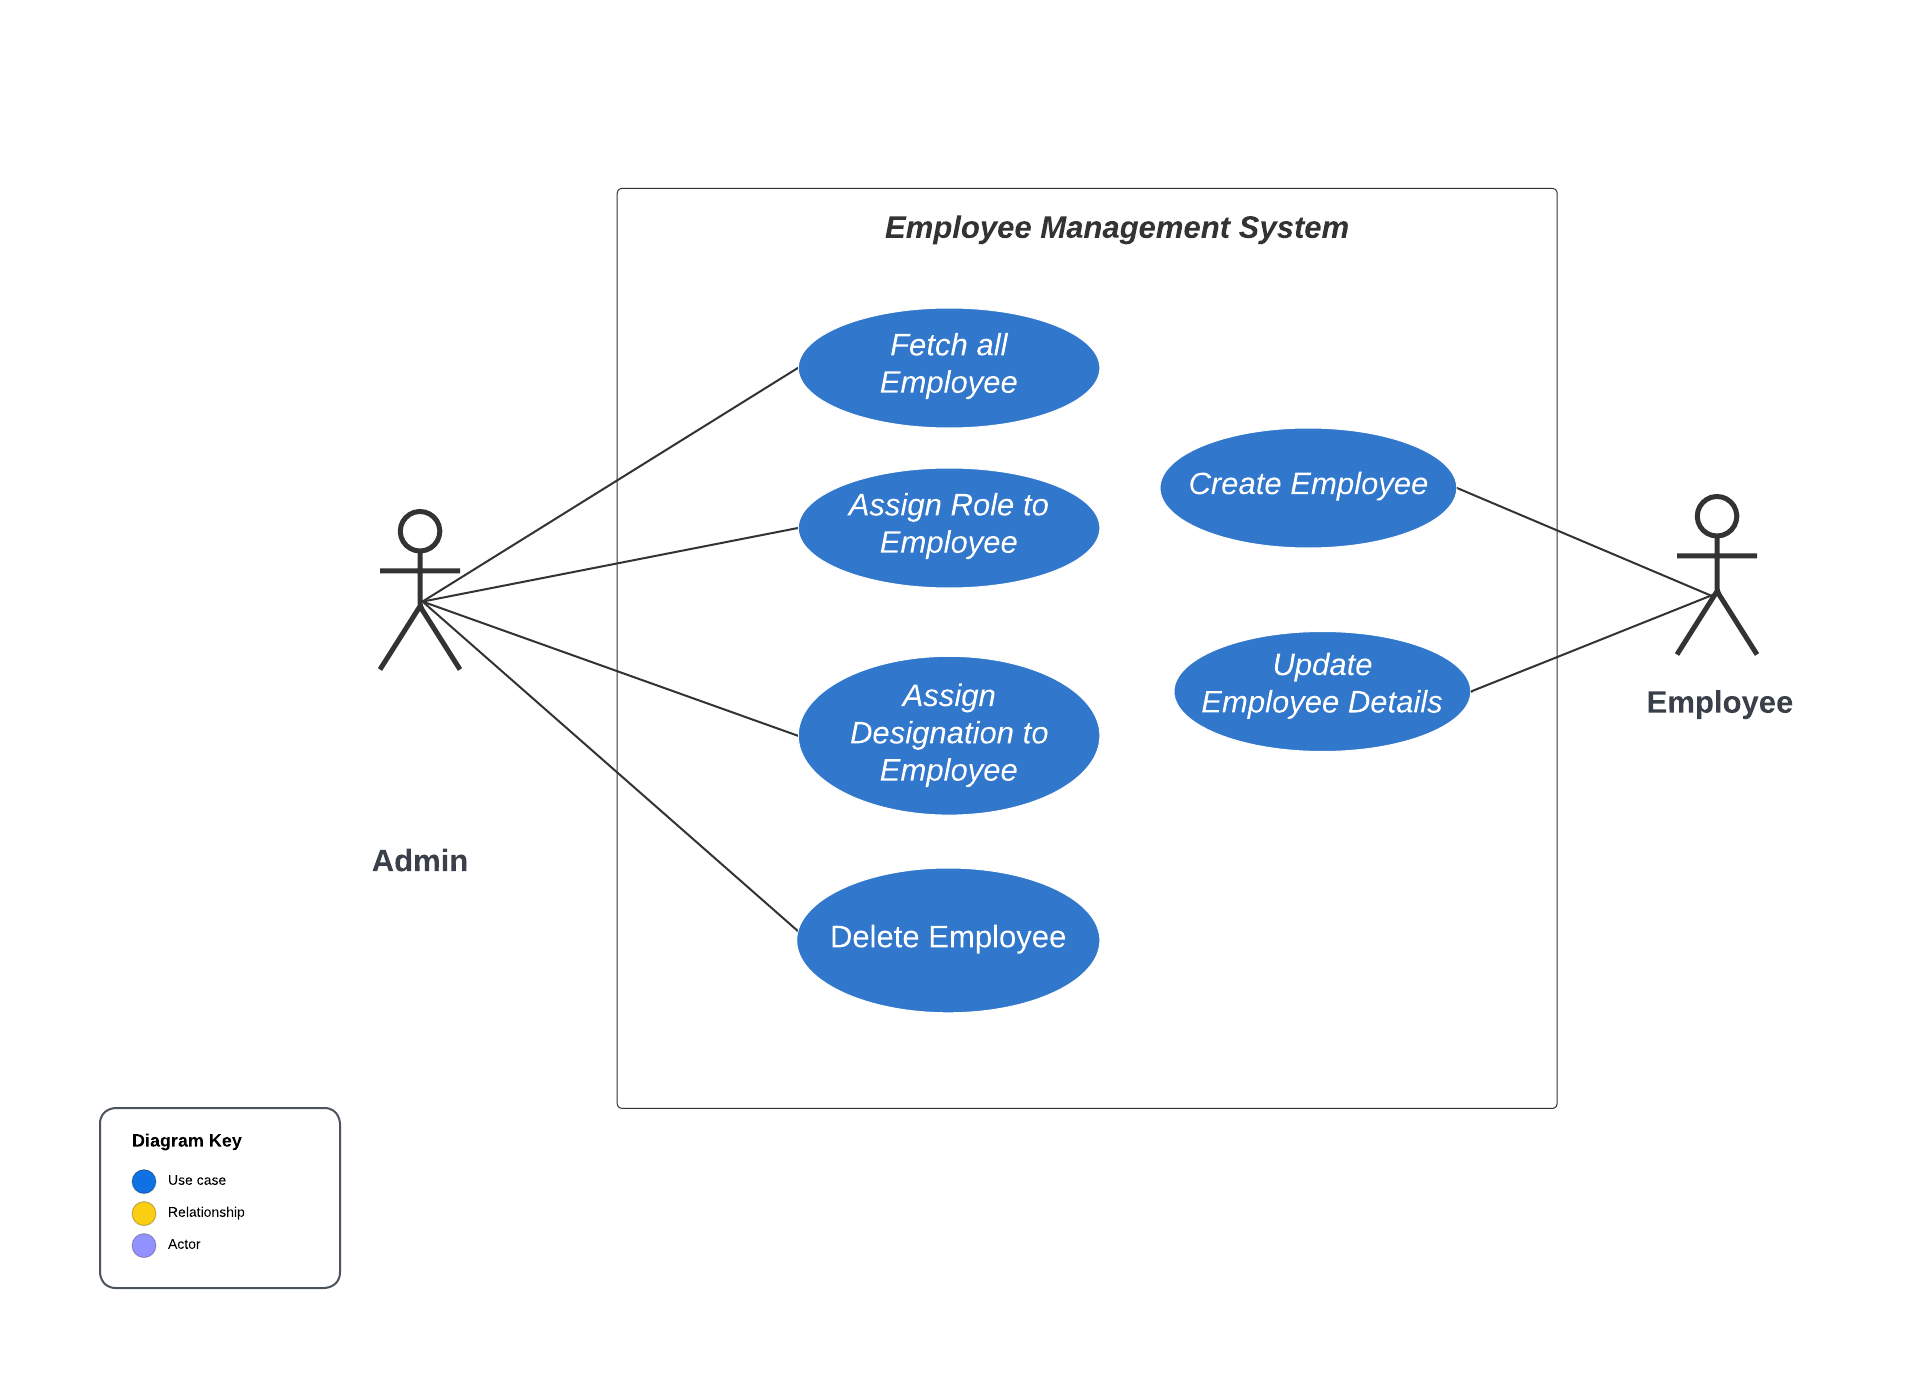 Employee Management System
Fetch all
Employee
Assign Role to
Employee
Create Employee
Update
Employee Details
Employee
Assign
Designation to
Employee
Admin
Delete Employee
Diagram Key
Use case
Relationship
Actor